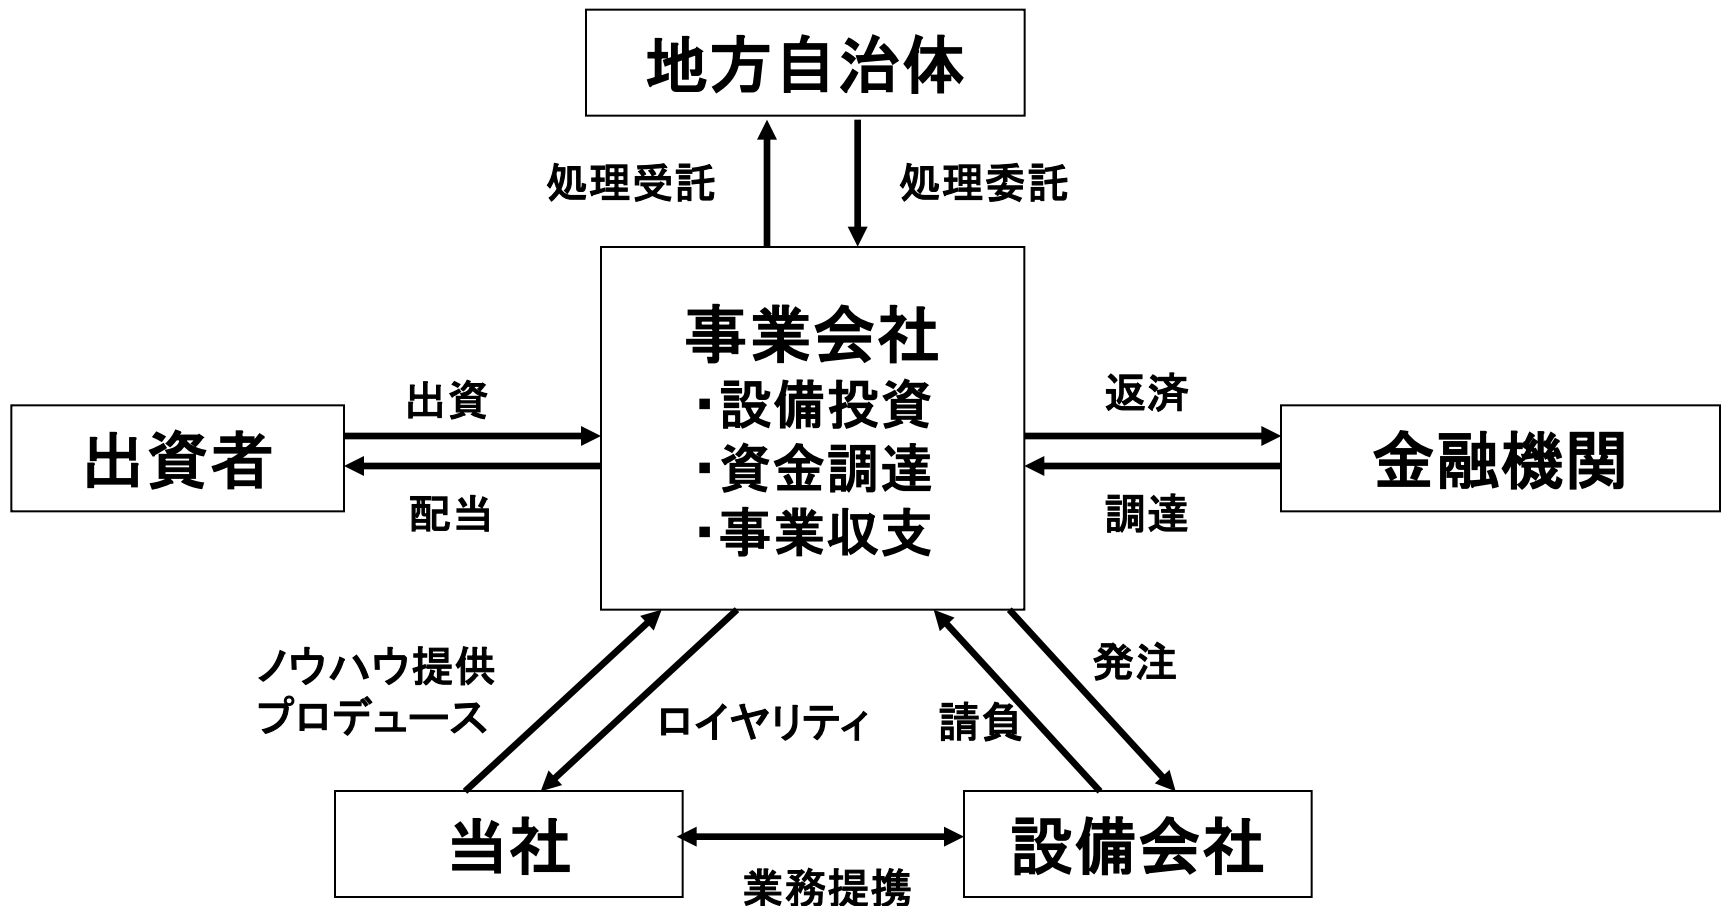 地方自治体
処理受託
処理委託
事業会社
・設備投資
・資金調達
・事業収支
出資
返済
出資者
金融機関
配当
調達
ノウハウ提供
プロデュース
発注
ロイヤリティ
請負
当社
設備会社
業務提携